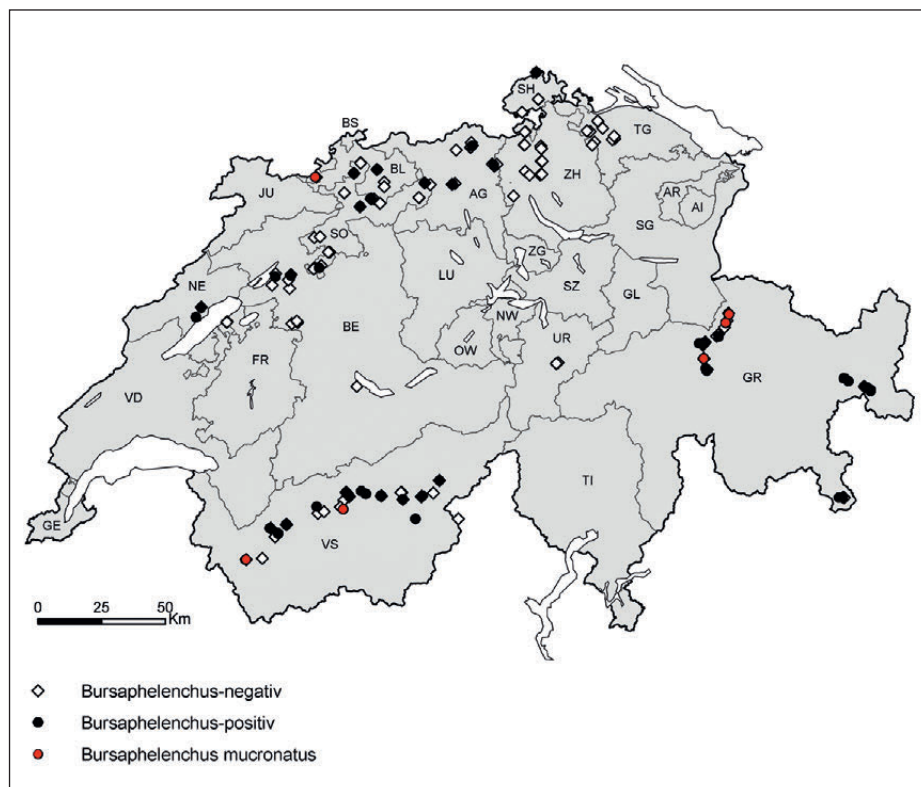 SH
BS
TG
BL
JU
AG
ZH
AR
AI
SO
SG
ZG
LU
NE
SZ
GL
NW
BE
UR
OW
FR
GR
VD
TI
GE
VS
0 25 50
Km
Bursaphelenchus-negativ
Bursaphelenchus-positiv
Bursaphelenchus mucronatus